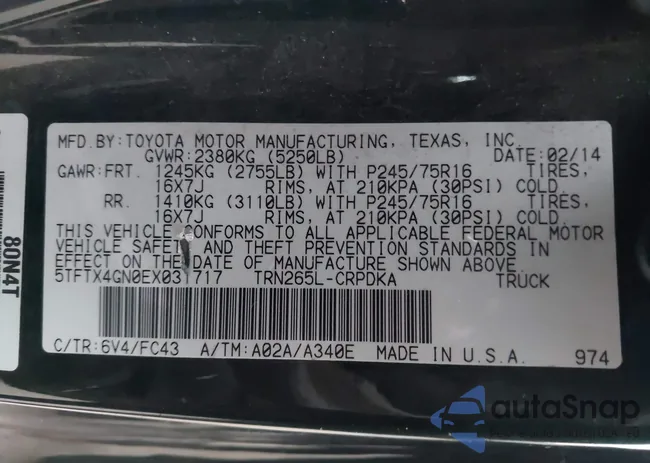 MFD.BY:TOYOTA MOTOR MANUFACTURING, TEXAS, INC.
GVWR:2380KG (5250LB) DATE:02/14
GAWR:FRT. 1245KG (2755LB) WITH P245/75R16 TIRES,
16X7J RIMS, AT 210KPA (30PSI) COLD
RR. 1410KG (3110LB) WITH P245/75R16 TIRES,
16X7J RIMS, AT 210KPA (30PSI) COLD.
THIS VEHICLE CONFORMS TO ALL APPLICABLE FEDERAL MOTOR
VEHICLE SAFETY AND THEFT PREVENTION STANDARDS IN
EFFECT ON THE DATE OF MANUFACTURE SHOWN ABOVE.
5TFTX4GN0EX031717 TRN265L-CRPDKA TRUCK
C/TR:6V4/FC43 A/TM:A02A/A340E MADE IN U.S.A. 974
80N4T
autoSnap